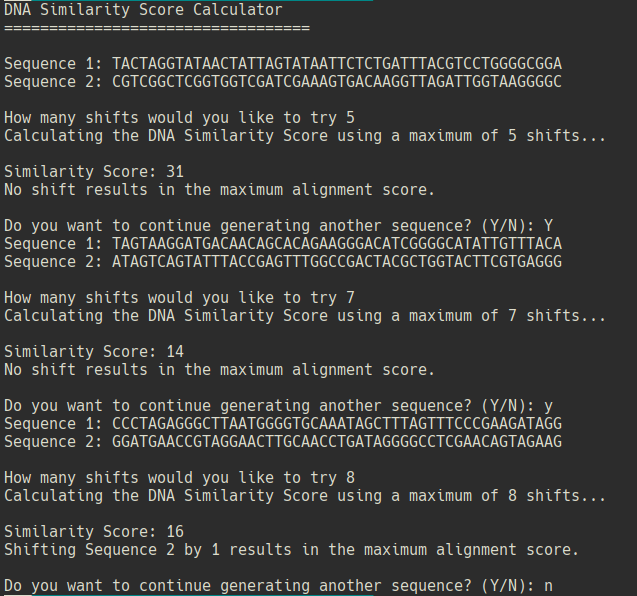 DNA Similarity Score Calculator
==================================
Sequence 1: TACTAGGTATAACTATTAGTATAATTCTCTGATTTACGTCCTGGGGCGGA
Sequence 2: CGTCGGCTCGGTGGTCGATCGAAAGTGACAAGGTTAGATTGGTAAGGGGC
How many shifts would you like to try 5
Calculating the DNA Similarity Score using a maximum of 5 shifts...
Similarity Score: 31
No shift results in the maximum alignment score.
Do you want to continue generating another sequence? (Y/N): Y
Sequence 1: TAGTAAGGATGACAACAGCACAGAAGGGACATCGGGGCATATTGTTTACA
Sequence 2: ATAGTCAGTATTTACCGAGTTTGGCCGACTACGCTGGTACTTCGTGAGGG
How many shifts would you like to try 7
Calculating the DNA Similarity Score using a maximum of 7 shifts...
Similarity Score: 14
No shift results in the maximum alignment score.
Do you want to continue generating another sequence? (Y/N): y
Sequence 1: CCCTAGAGGGCTTAATGGGGTGCAAATAGCTTTAGTTTCCCGAAGATAGG
Sequence 2: GGATGAACCGTAGGAACTTGCAACCTGATAGGGGCCTCGAACAGTAGAAG
How many shifts would you like to try 8
Calculating the DNA Similarity Score using a maximum of 8 shifts...
Similarity Score: 16
Shifting Sequence 2 by 1 results in the maximum alignment score.
Do you want to continue generating another sequence? (Y/N): n